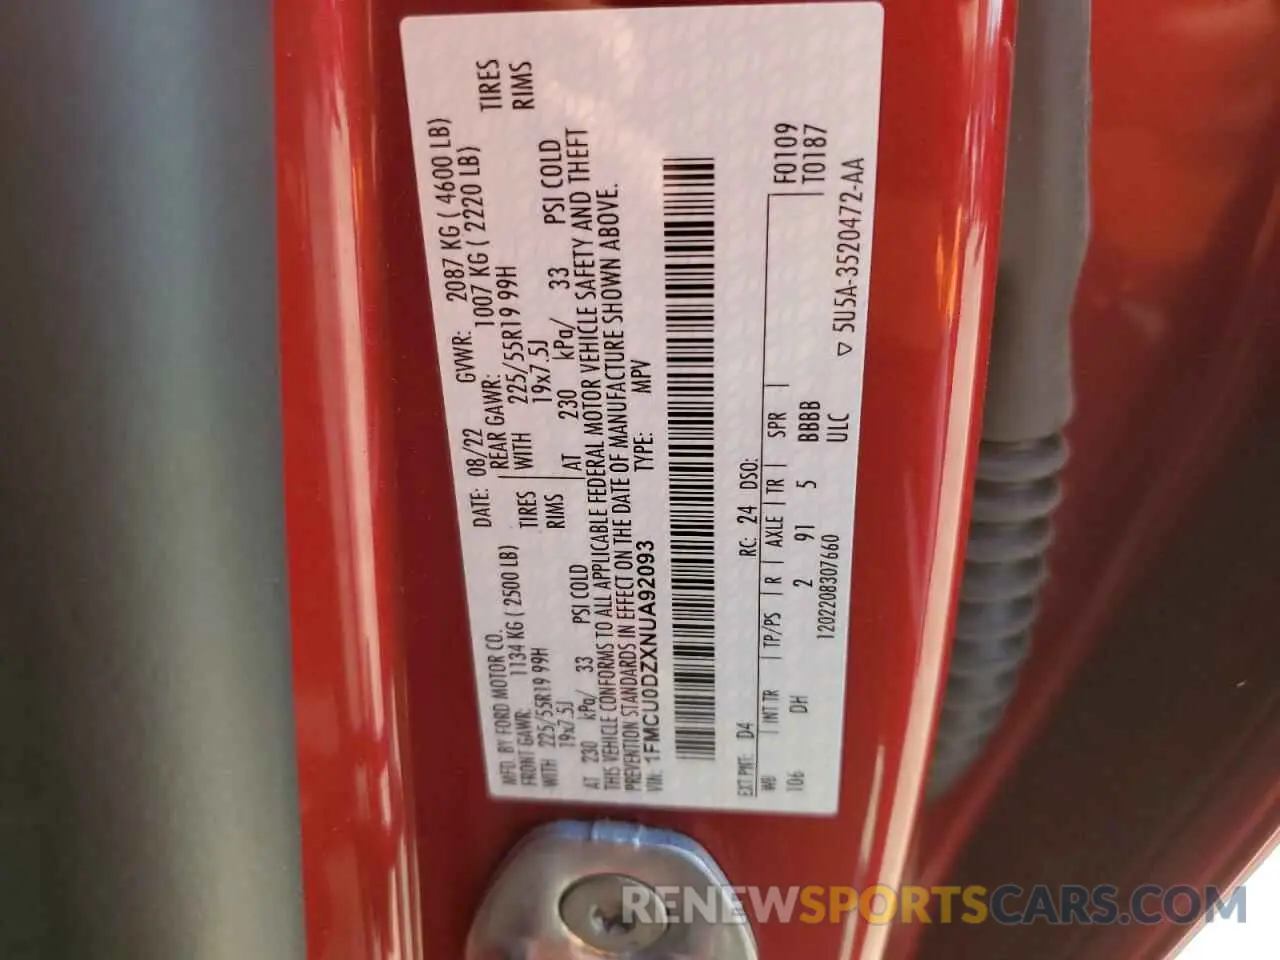 MFD. BY FORD MOTOR CO.
DATE: 08/22 GVWR: 2087 KG ( 4600 LB)
FRONT GAWR: 1134 KG ( 2500 LB) REAR GAWR: 1007 KG ( 2220 LB)
WITH 225/55R19 99H TIRES WITH 225/55R19 99H TIRES
19x7.5J RIMS 19x7.5J RIMS
AT 230 kPa/ 33 PSI COLD AT 230 kPa/ 33 PSI COLD
THIS VEHICLE CONFORMS TO ALL APPLICABLE FEDERAL MOTOR VEHICLE SAFETY AND THEFT
PREVENTION STANDARDS IN EFFECT ON THE DATE OF MANUFACTURE SHOWN ABOVE.
VIN: 1FMCU0DZXNUA92093 TYPE: MPV
EXT PNT: D4 RC: 24 DSO:
WB INT TR TP/PS R AXLE TR SPR F0109
106 DH 2 91 5 BBBB T0187
1202208307660 ULC
▽ 5U5A-3520472-AA
RENEWSPORTSCARS.COM